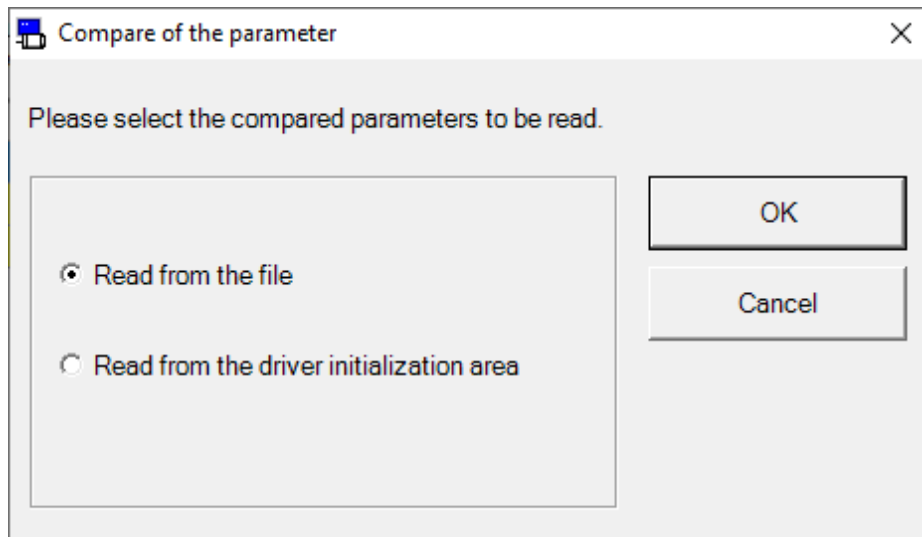 Compare of the parameter
Please select the compared parameters to be read.
Read from the file
Read from the driver initialization area
OK
Cancel